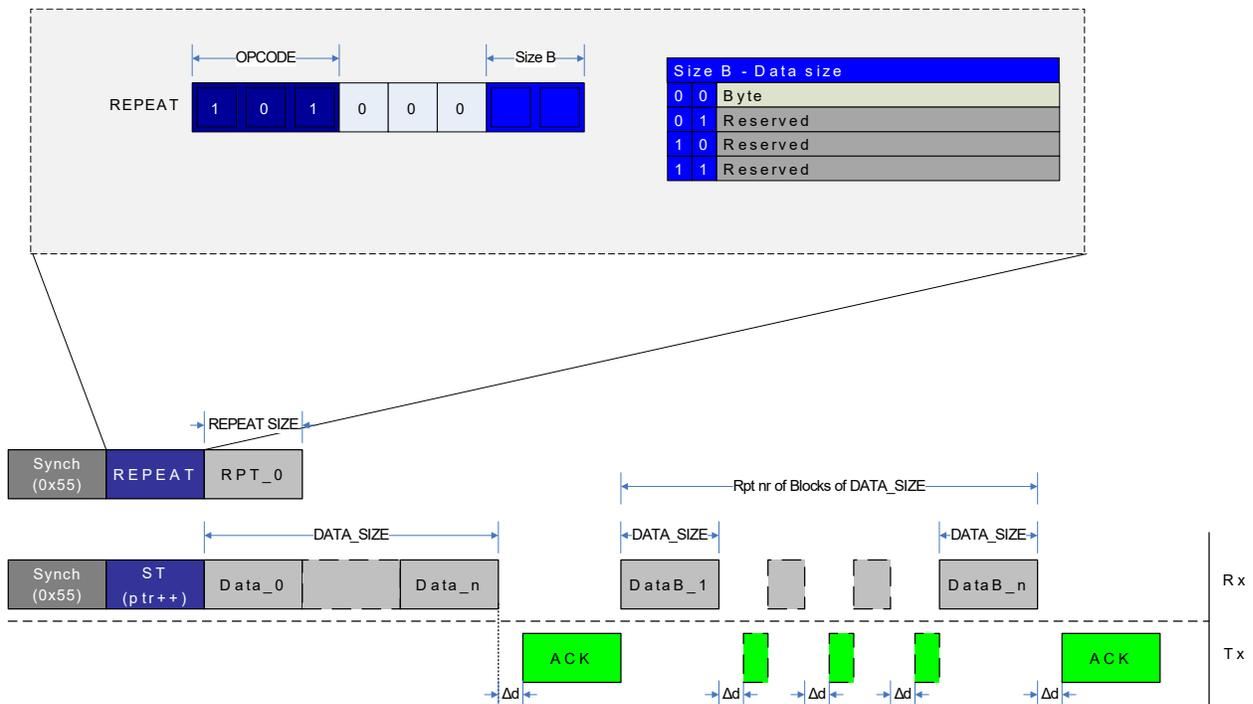 OPCODE
Size B
REPEAT
1 0 1 0 0 0
Size B - Data size
0 0 Byte
0 1 Reserved
1 0 Reserved
1 1 Reserved
REPEAT SIZE
Synch
(0x55)
REPEAT
RPT_0
Rpt nr of Blocks of DATA_SIZE
DATA_SIZE
DATA_SIZE
DATA_SIZE
Synch
(0x55)
ST
(ptr++)
Data_0
Data_n
DataB_1
DataB_n
Rx
ACK
ACK
Tx
Δd
Δd
Δd
Δd
Δd